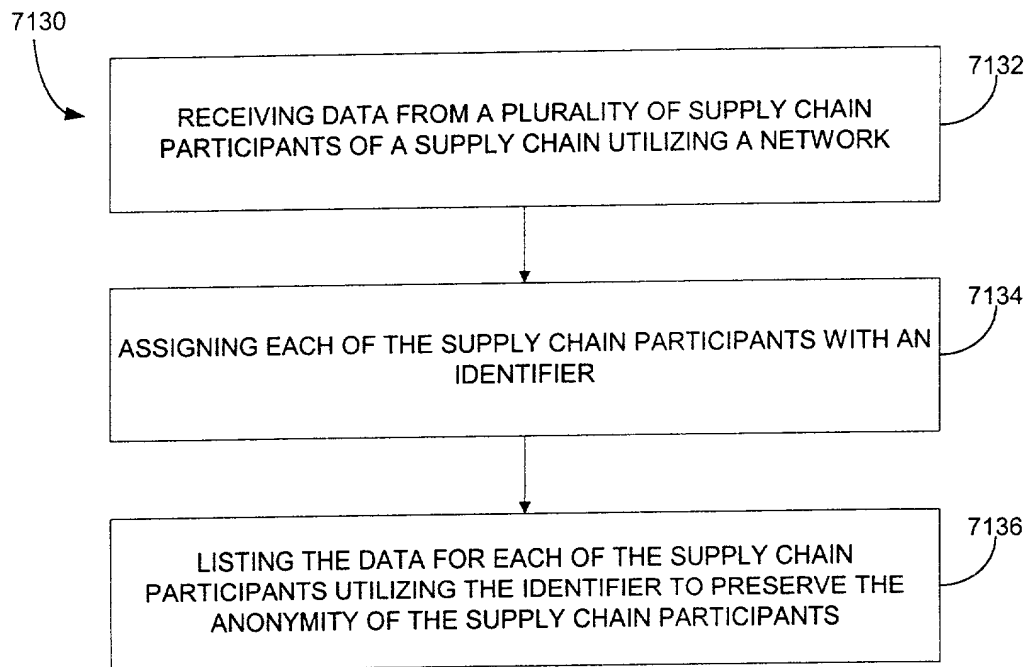 7130
7132
RECEIVING DATA FROM A PLURALITY OF SUPPLY CHAIN
PARTICIPANTS OF A SUPPLY CHAIN UTILIZING A NETWORK
7134
ASSIGNING EACH OF THE SUPPLY CHAIN PARTICIPANTS WITH AN
IDENTIFIER
7136
LISTING THE DATA FOR EACH OF THE SUPPLY CHAIN
PARTICIPANTS UTILIZING THE IDENTIFIER TO PRESERVE THE
ANONYMITY OF THE SUPPLY CHAIN PARTICIPANTS